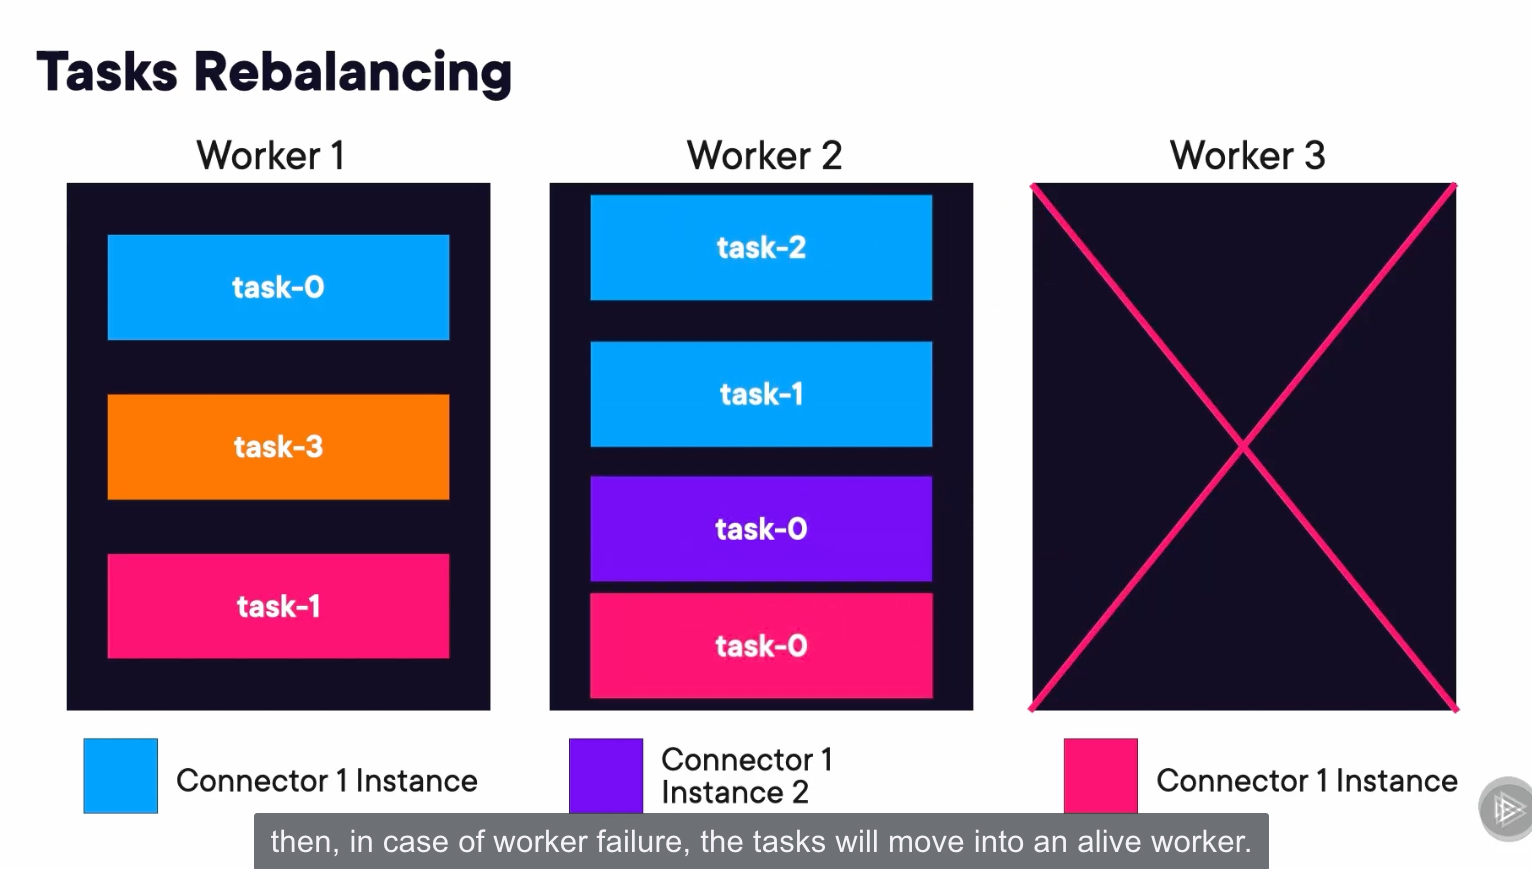 Tasks Rebalancing
Worker 1
Worker 2
Worker 3
task-0
task-3
task-1
task-2
task-1
task-0
task-0
Connector 1 Instance
Connector 1
Instance 2
Connector 1 Instance
then, in case of worker failure, the tasks will move into an alive worker.